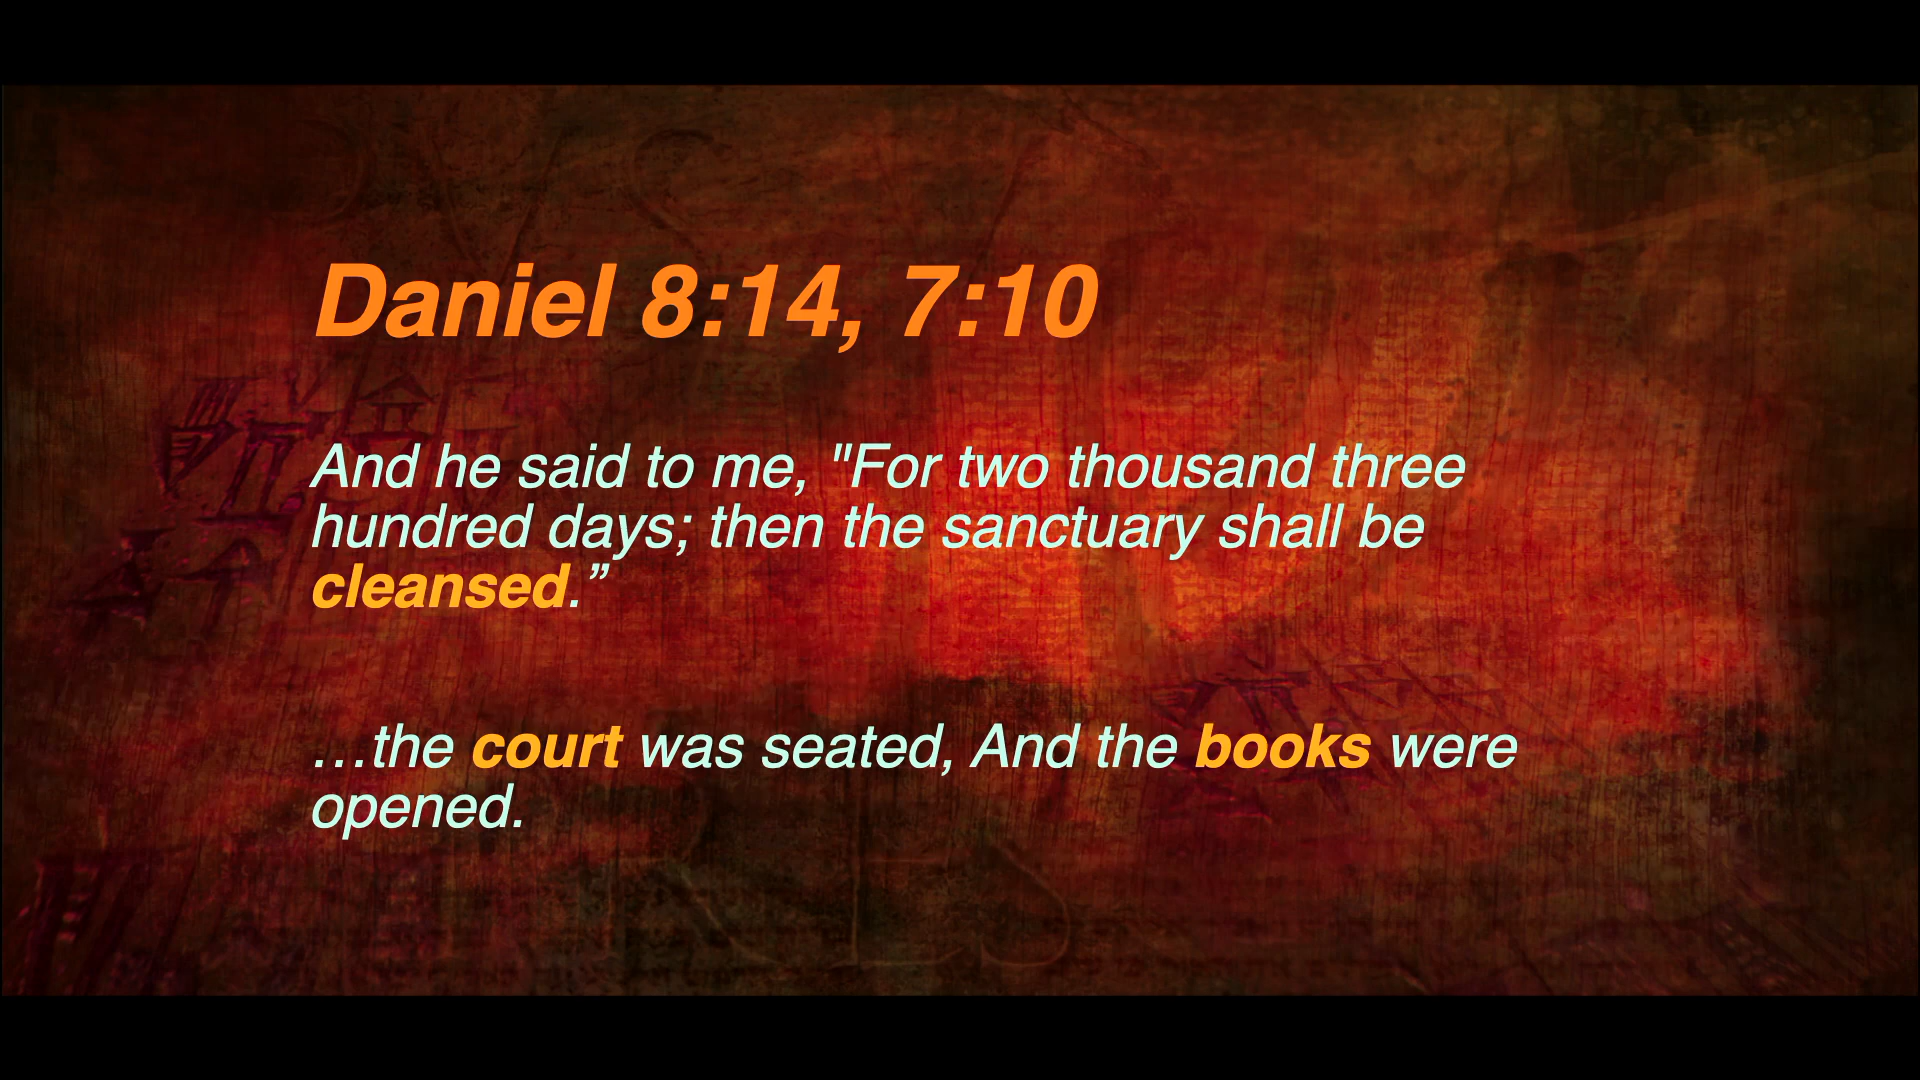 Daniel 8:14, 7:10
And he said to me, "For two thousand three
hundred days; then the sanctuary shall be
cleansed.”
…the court was seated, And the books were
opened.